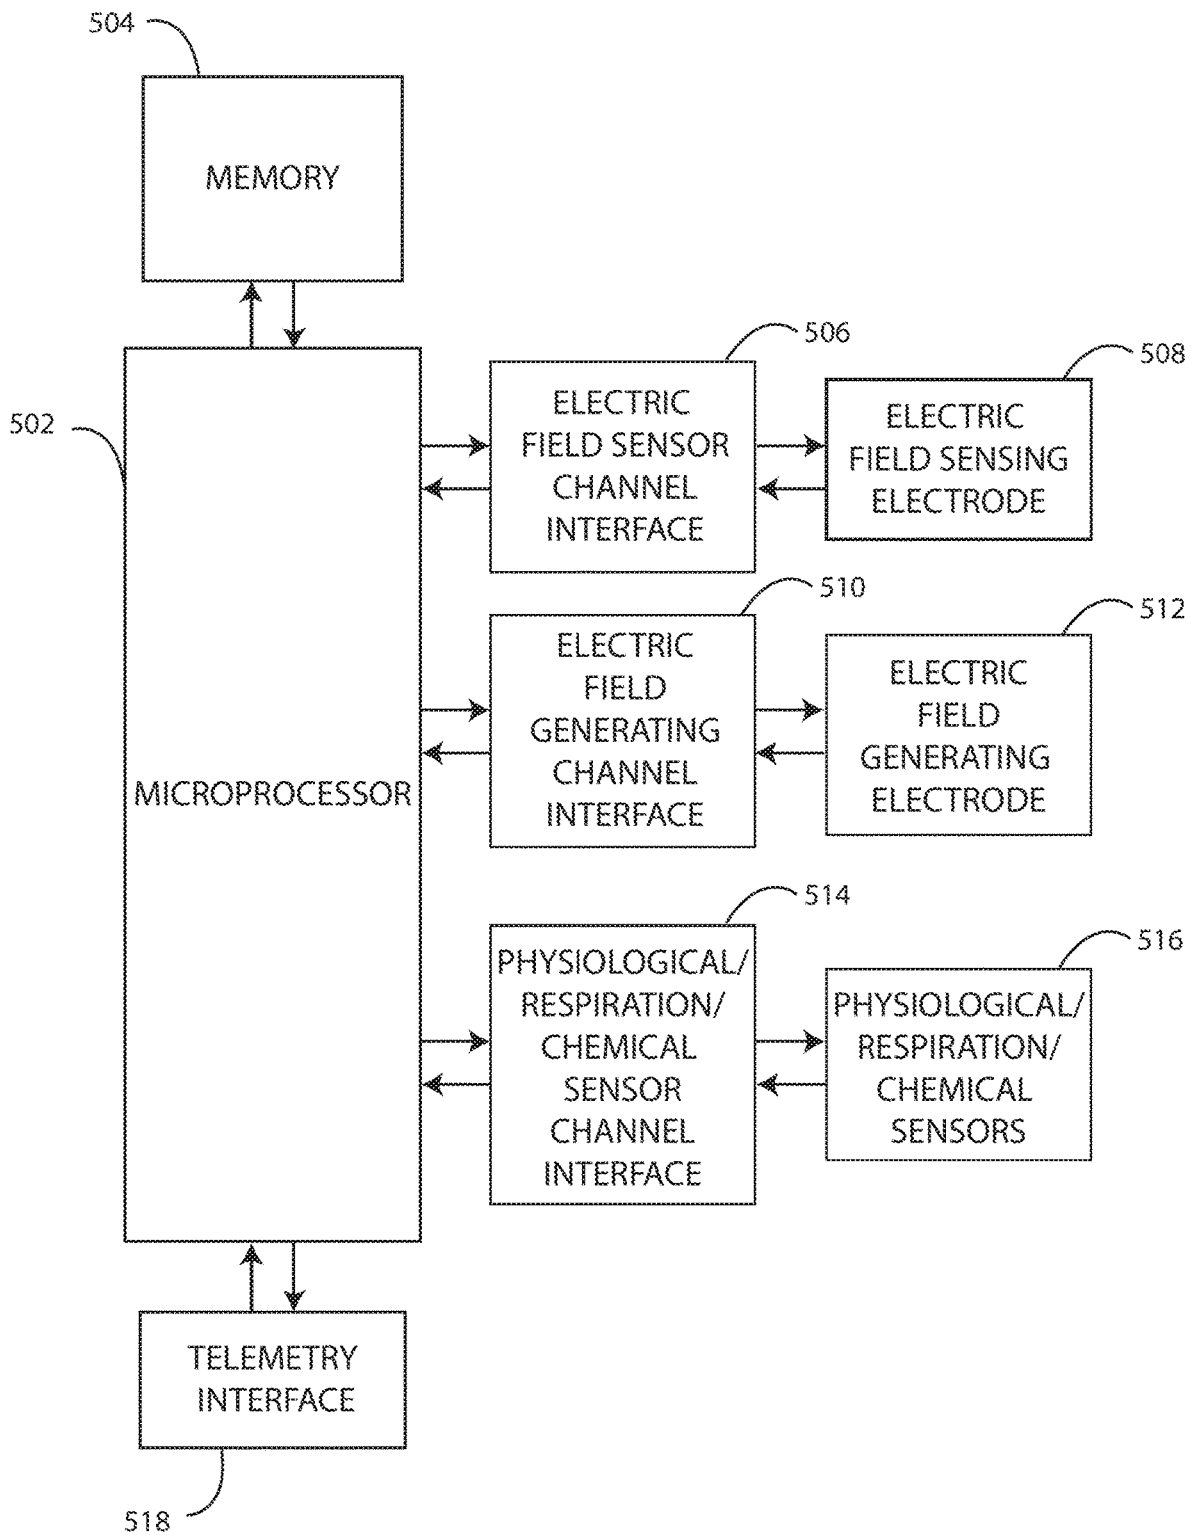 504
MEMORY
502
MICROPROCESSOR
506
ELECTRIC
FIELD SENSOR
CHANNEL
INTERFACE
508
ELECTRIC
FIELD SENSING
ELECTRODE
510
ELECTRIC
FIELD
GENERATING
CHANNEL
INTERFACE
512
ELECTRIC
FIELD
GENERATING
ELECTRODE
514
PHYSIOLOGICAL/
RESPIRATION/
CHEMICAL
SENSOR
CHANNEL
INTERFACE
516
PHYSIOLOGICAL/
RESPIRATION/
CHEMICAL
SENSORS
TELEMETRY
INTERFACE
518